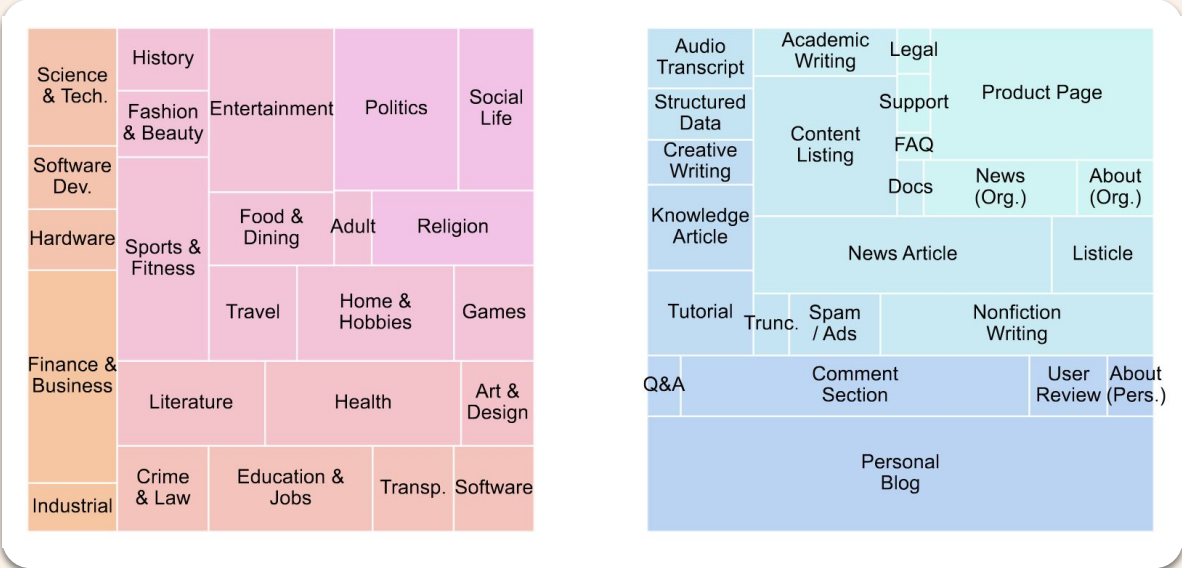 Science
& Tech.
Software
Dev.
Hardware
Finance &
Business
Industrial
History
Fashion
& Beauty
Sports &
Fitness
Entertainment
Politics
Social
Life
Food &
Dining
Adult
Religion
Travel
Home &
Hobbies
Games
Literature
Health
Art &
Design
Crime
& Law
Education &
Jobs
Transp.
Software
Audio
Transcript
Structured
Data
Creative
Writing
Knowledge
Article
Tutorial
Academic
Writing
Content
Listing
Legal
Support
FAQ
Docs
Product Page
News
(Org.)
About
(Org.)
News Article
Listicle
Trunc.
Spam
/ Ads
Nonfiction
Writing
Q&A
Comment
Section
User
Review
About
(Pers.)
Personal
Blog